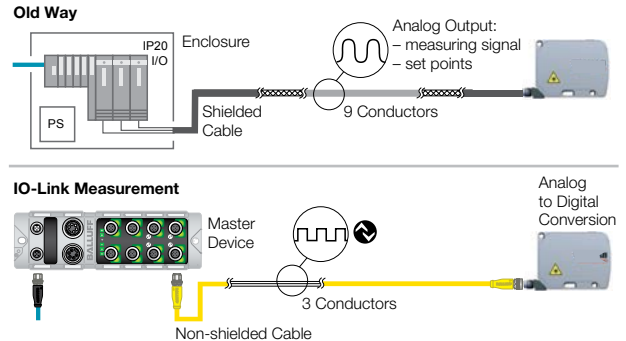 Old Way
IP20
I/O
Enclosure
PS
Shielded
Cable
Analog Output:
– measuring signal
– set points
9 Conductors
IO-Link Measurement
BALLUFF
Master
Device
Analog
to Digital
Conversion
3 Conductors
Non-shielded Cable